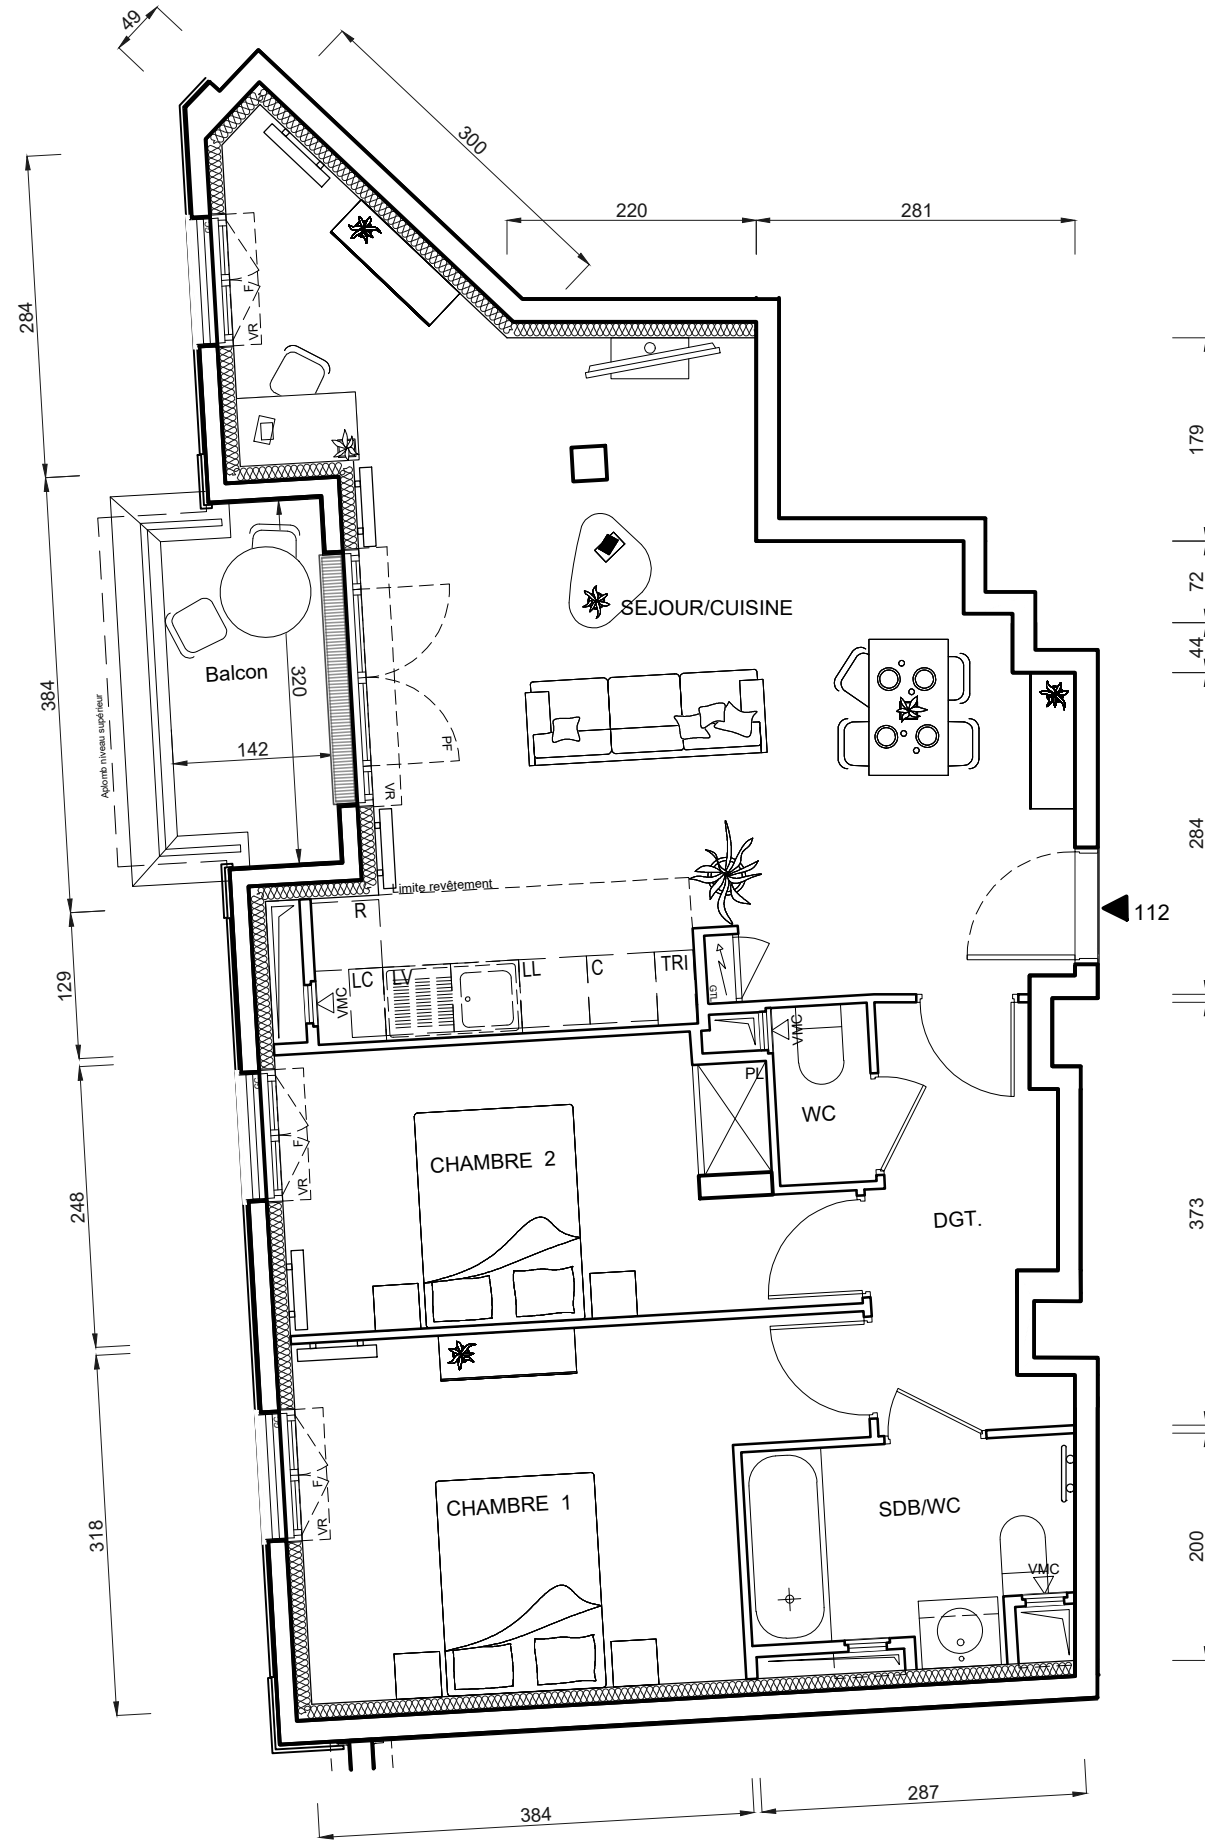 49
300
220
281
284
F
VR
179
SEJOUR/CUISINE
72
44
384
Balcon
320
142
Aplomb niveau supérieur
PF
VR
284
Limite revêtement
R
LC
LV
LL
C
TRI
GTL
112
VMC
VMC
129
PL
WC
F
VR
CHAMBRE 2
248
DGT.
373
F
VR
CHAMBRE 1
SDB/WC
VMC
318
200
384
287